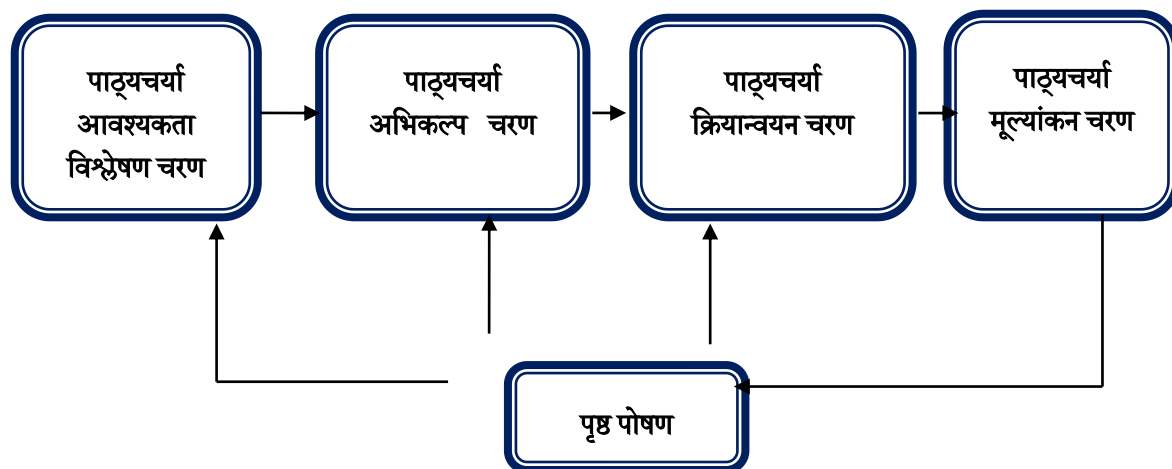 पाठ्यचर्या
आवश्यकता
विश्लेषण चरण
पाठ्यचर्या
अभिकल्प चरण
पाठ्यचर्या
क्रियान्वयन चरण
पाठ्यचर्या
मूल्यांकन चरण
पृष्ठ पोषण